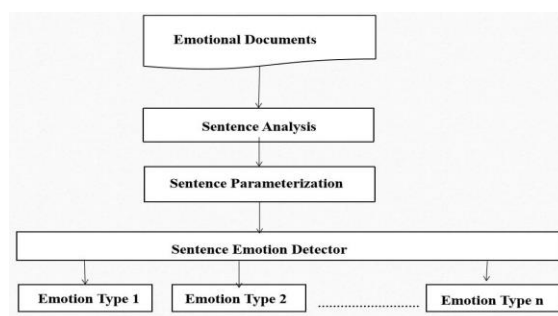 Emotional Documents
Sentence Analysis
Sentence Parameterization
Sentence Emotion Detector
Emotion Type 1
Emotion Type 2
Emotion Type n